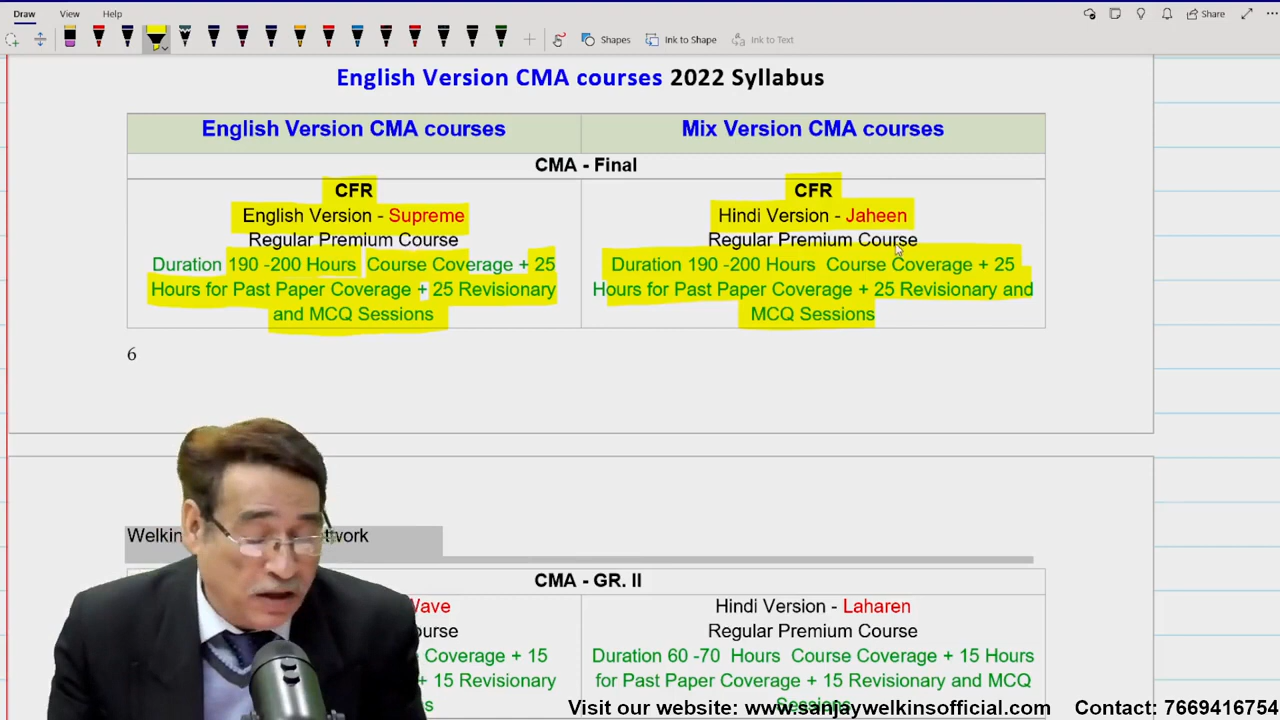 Draw View Help
Share
Shapes Ink to Shape Ink to Text
English Version CMA courses 2022 Syllabus
English Version CMA courses Mix Version CMA courses
CMA - Final
CFR
English Version - Supreme
Regular Premium Course
Duration 190 -200 Hours Course Coverage + 25
Hours for Past Paper Coverage + 25 Revisionary
and MCQ Sessions
CFR
Hindi Version - Jaheen
Regular Premium Course
Duration 190 -200 Hours Course Coverage + 25
Hours for Past Paper Coverage + 25 Revisionary and
MCQ Sessions
6
CMA - GR. II
Coverage + 15
+ 15 Revisionary
Hindi Version - Laharen
Regular Premium Course
Duration 60 -70 Hours Course Coverage + 15 Hours
for Past Paper Coverage + 15 Revisionary and MCQ
Sessions
Visit our website: www.sanjaywelkinsofficial.com Contact: 7669416754